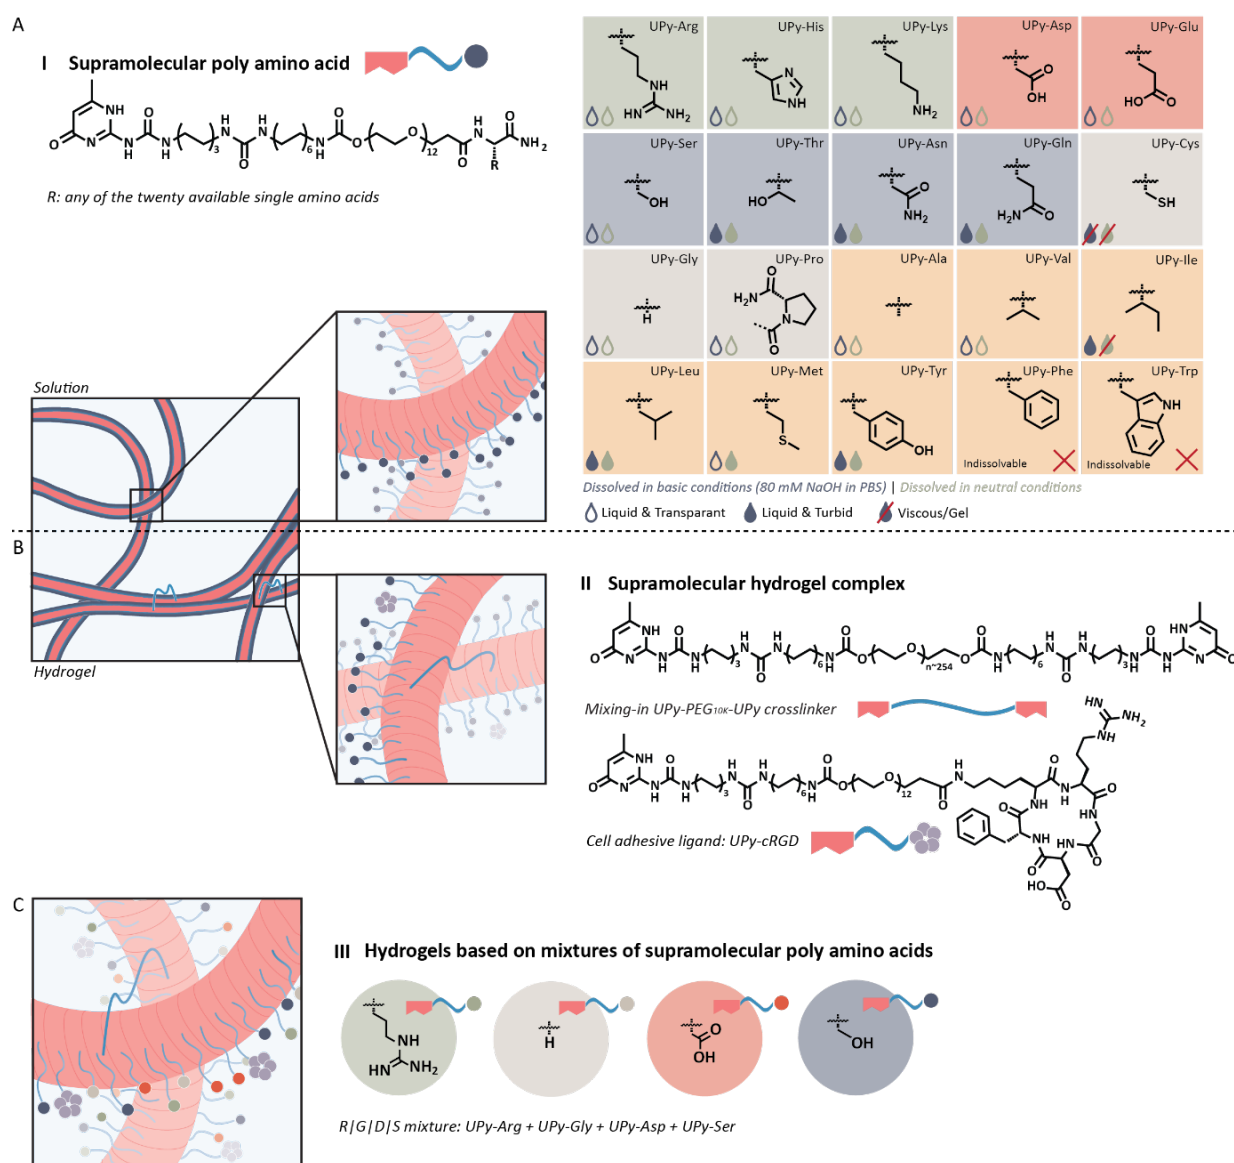 A
I Supramolecular poly amino acid
R: any of the twenty available single amino acids
UPy-Arg
UPy-His
UPy-Lys
UPy-Asp
UPy-Glu
UPy-Ser
UPy-Thr
UPy-Asn
UPy-Gln
UPy-Cys
UPy-Gly
UPy-Pro
UPy-Ala
UPy-Val
UPy-Ile
UPy-Leu
UPy-Met
UPy-Tyr
UPy-Phe
UPy-Trp
Indissolvable
Indissolvable
Dissolved in basic conditions (80 mM NaOH in PBS) | Dissolved in neutral conditions
Liquid & Transparant
Liquid & Turbid
Viscous/Gel
Solution
B
Hydrogel
II Supramolecular hydrogel complex
n~254
Mixing-in UPy-PEG10K-UPy crosslinker
Cell adhesive ligand: UPy-cRGD
C
III Hydrogels based on mixtures of supramolecular poly amino acids
R|G|D|S mixture: UPy-Arg + UPy-Gly + UPy-Asp + UPy-Ser